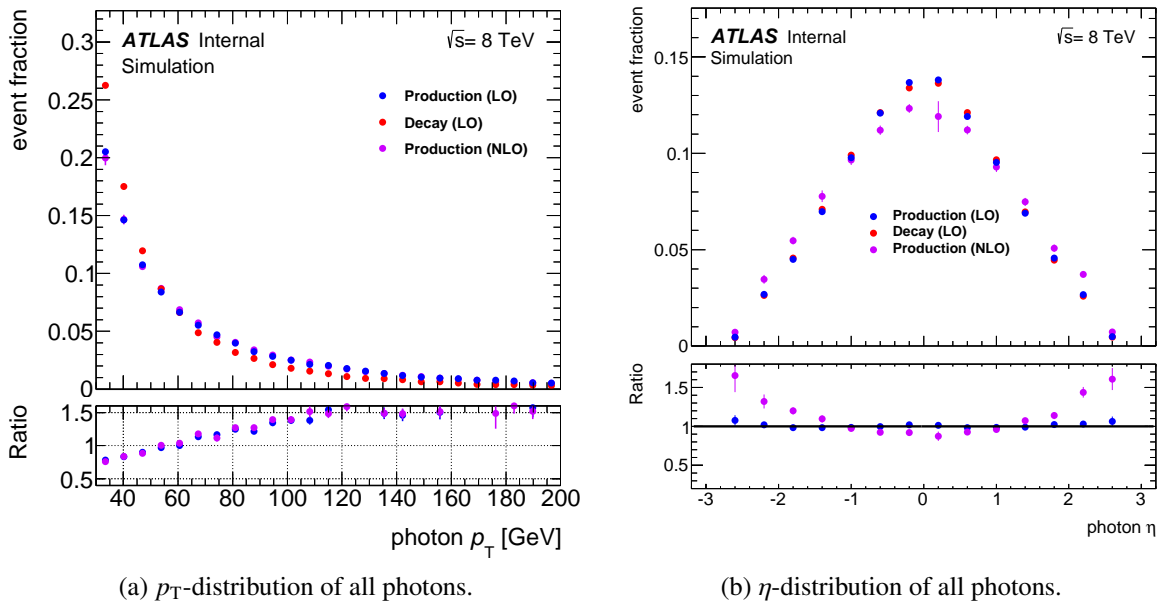 ATLAS Internal
Simulation
√s= 8 TeV
Production (LO)
Decay (LO)
Production (NLO)
event fraction
0.3
0.25
0.2
0.15
0.1
0.05
0
Ratio
1.5
1
0.5
40 60 80 100 120 140 160 180 200
photon pT [GeV]
(a) pT-distribution of all photons.
ATLAS Internal
Simulation
√s= 8 TeV
event fraction
0.15
0.1
0.05
0
Production (LO)
Decay (LO)
Production (NLO)
Ratio
1.5
1
0.5
-3 -2 -1 0 1 2 3
photon η
(b) η-distribution of all photons.